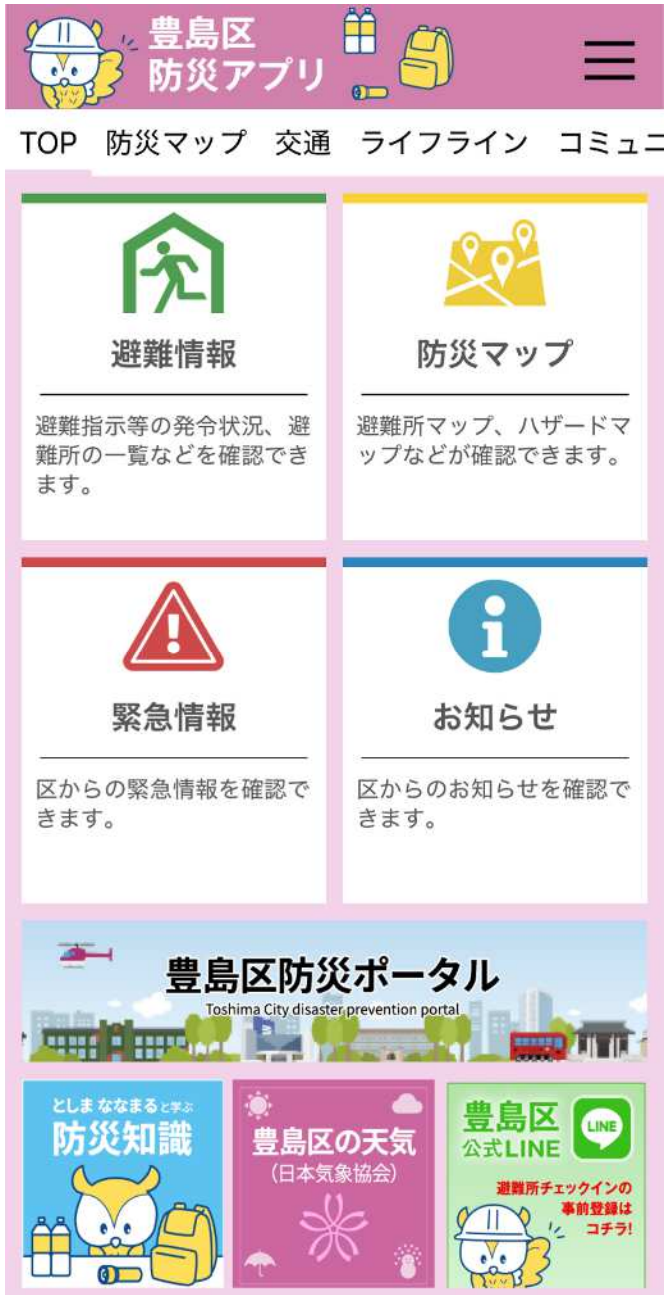 豊島区
防災アプリ
TOP 防災マップ 交通 ライフライン コミュニ
避難情報
避難指示等の発令状況、避
難所の一覧などを確認でき
ます。
防災マップ
避難所マップ、ハザードマ
ップなどが確認できます。
緊急情報
区からの緊急情報を確認で
きます。
お知らせ
区からのお知らせを確認で
きます。
豊島区防災ポータル
Toshima City disaster prevention portal
としま ななまると学ぶ
防災知識
豊島区の天気
(日本気象協会)
豊島区
公式LINE
LINE
避難所チェックインの
事前登録は
コチラ!